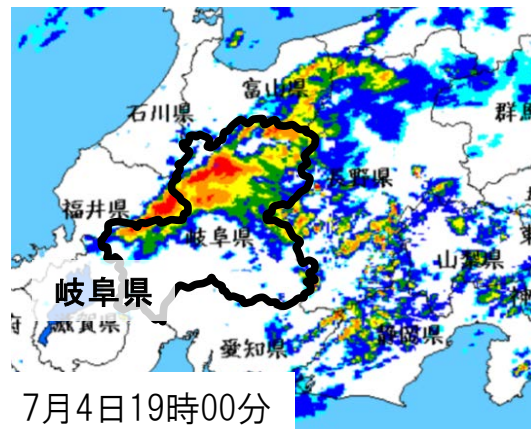 富山県
石川県
群馬
長野県
福井県
岐阜県
山梨県
岐阜県
滋賀県
愛知県
静岡県
7月4日19時00分